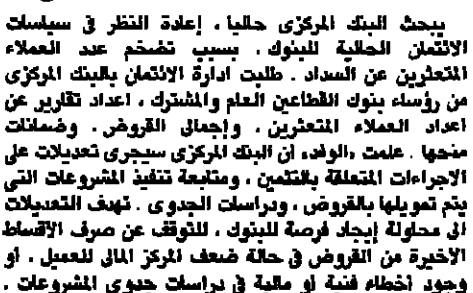 يبحث البنك المركزى حاليا ، إعادة النظر فى سياسات
الائتمان الحالية للبنوك . بسبب تضخم عدد العملاء
المتعثرين عن السداد . طلبت ادارة الائتمان بالبنك المركزى
من رؤساء بنوك القطاعين العام والمشترك ، اعداد تقارير عن
اعداد العملاء المتعثرين ، وإجمالى القروض . وضمانات
منحها . علمت «الوفد» ان البنك المركزى سيجرى تعديلات على
الاجراءات المتعلقة بالتثمين ، ومتابعة تنفيذ المشروعات التى
يتم تمويلها بالقروض ، ودراسات الجدوى . تهدف التعديلات
الى محاولة إيجاد فرصة للبنوك ، للتوقف عن صرف الأقساط
الاخيرة من القروض فى حالة ضعف المركز المالى للعميل . أو
وجود أخطاء فنية أو مالية فى دراسات جدوى المشروعات .